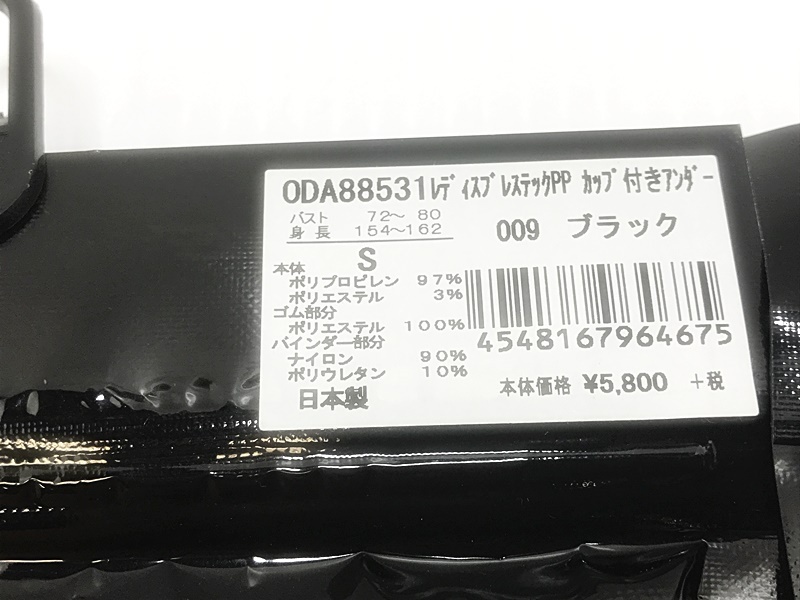 ODA88531ﾚﾃﾞｨｽﾌﾞﾚｽﾃｯｸPP ｶｯﾌﾟ付きｱﾝﾀﾞｰ
バスト 72〜 80
身 長 154〜162
009 ブラック
S
本体
ポリプロピレン 97%
ポリエステル 3%
ゴム部分
ポリエステル 100%
バインダー部分
ナイロン 90%
ポリウレタン 10%
日本製
4548167964675
本体価格 ¥5,800 +税